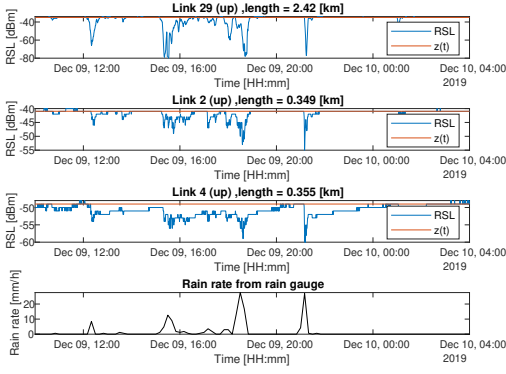 Link 29 (up) ,length = 2.42 [km]
RSL [dBm]
-40
-60
-80
RSL
z(t)
Dec 09, 12:00 Dec 09, 16:00 Dec 09, 20:00 Dec 10, 00:00 Dec 10, 04:00
Time [HH:mm] 2019
Link 2 (up) ,length = 0.349 [km]
RSL [dBm]
-40
-45
-50
-55
RSL
z(t)
Dec 09, 12:00 Dec 09, 16:00 Dec 09, 20:00 Dec 10, 00:00 Dec 10, 04:00
Time [HH:mm] 2019
Link 4 (up) ,length = 0.355 [km]
RSL [dBm]
-50
-55
-60
RSL
z(t)
Dec 09, 12:00 Dec 09, 16:00 Dec 09, 20:00 Dec 10, 00:00 Dec 10, 04:00
Time [HH:mm] 2019
Rain rate from rain gauge
Rain rate [mm/h]
20
10
0
Dec 09, 12:00 Dec 09, 16:00 Dec 09, 20:00 Dec 10, 00:00 Dec 10, 04:00
Time [HH:mm] 2019